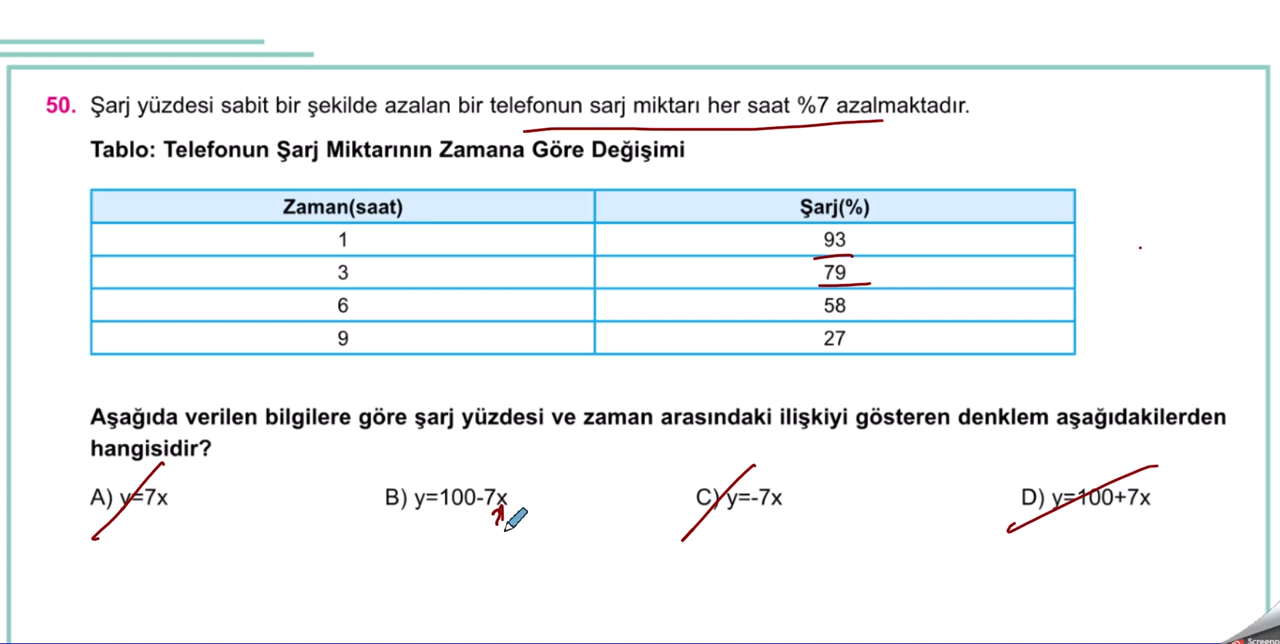 50. Şarj yüzdesi sabit bir şekilde azalan bir telefonun sarj miktarı her saat %7 azalmaktadır.
Tablo: Telefonun Şarj Miktarının Zamana Göre Değişimi
Zaman(saat) Şarj(%)
1 93
3 79
6 58
9 27
Aşağıda verilen bilgilere göre şarj yüzdesi ve zaman arasındaki ilişkiyi gösteren denklem aşağıdakilerden
hangisidir?
A) y=7x B) y=100-7x C) y=-7x D) y=100+7x
1